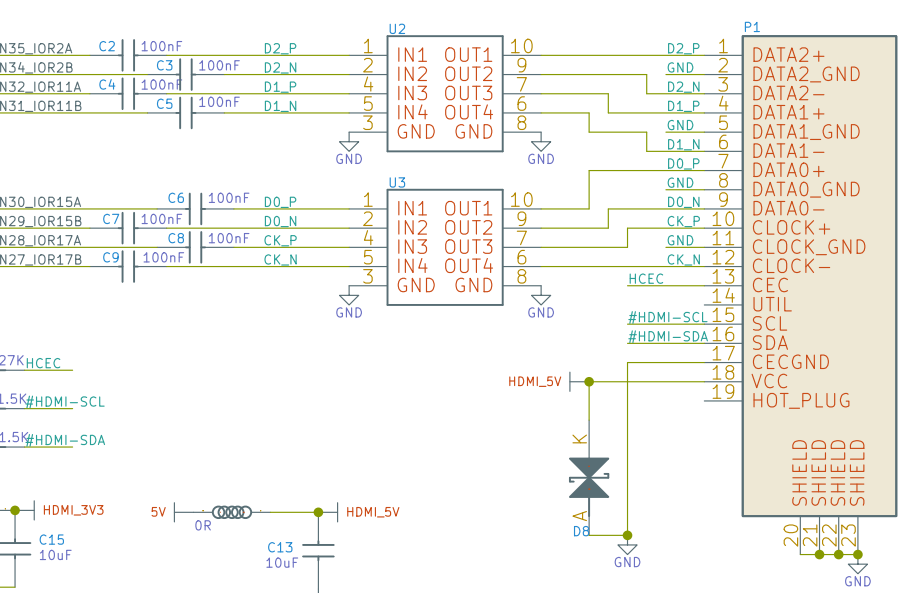 U2
P1
N35_IOR2A C2 100nF D2_P 1 IN1 OUT1 10 D2_P 1 DATA2+
N34_IOR2B C3 100nF D2_N 2 IN2 OUT2 9 GND 2 DATA2_GND
N32_IOR11A C4 100nF D1_P 4 IN3 OUT3 7 D2_N 3 DATA2-
N31_IOR11B C5 100nF D1_N 5 IN4 OUT4 6 D1_P 4 DATA1+
3 GND GND 8 GND 5 DATA1_GND
GND GND D1_N 6 DATA1-
D0_P 7 DATA0+
U3 GND 8 DATA0_GND
N30_IOR15A C6 100nF D0_P 1 IN1 OUT1 10 D0_N 9 DATA0-
N29_IOR15B C7 100nF D0_N 2 IN2 OUT2 9 CK_P 10 CLOCK+
N28_IOR17A C8 100nF CK_P 4 IN3 OUT3 7 GND 11 CLOCK_GND
N27_IOR17B C9 100nF CK_N 5 IN4 OUT4 6 CK_N 12 CLOCK-
3 GND GND 8 HCEC 13 CEC
GND GND 14 UTIL
#HDMI-SCL 15 SCL
#HDMI-SDA 16 SDA
27K HCEC 17 CECGND
HDMI_5V 18 VCC
1.5K #HDMI-SCL 19 HOT_PLUG
1.5K #HDMI-SDA K
SHIELD SHIELD SHIELD SHIELD
HDMI_3V3 5V 0R HDMI_5V A D8 20 21 22 23
C15 10uF C13 10uF GND GND